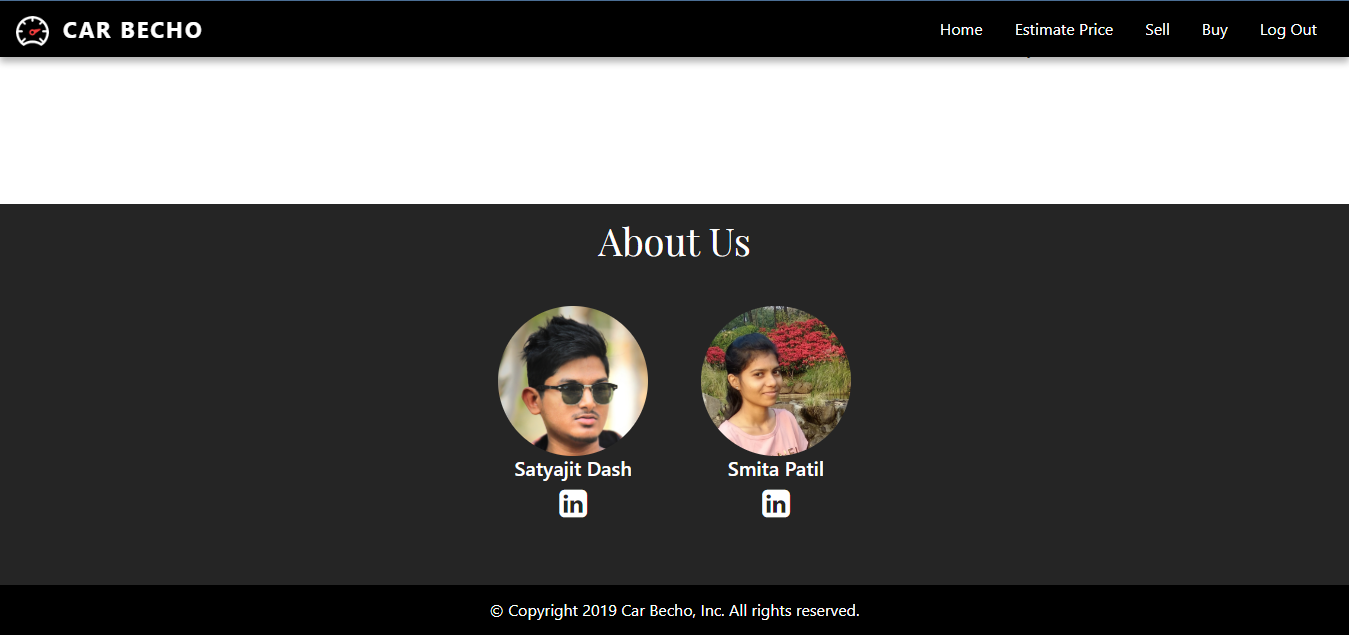 CAR BECHO
Home Estimate Price Sell Buy Log Out
About Us
Satyajit Dash Smita Patil
in in
© Copyright 2019 Car Becho, Inc. All rights reserved.